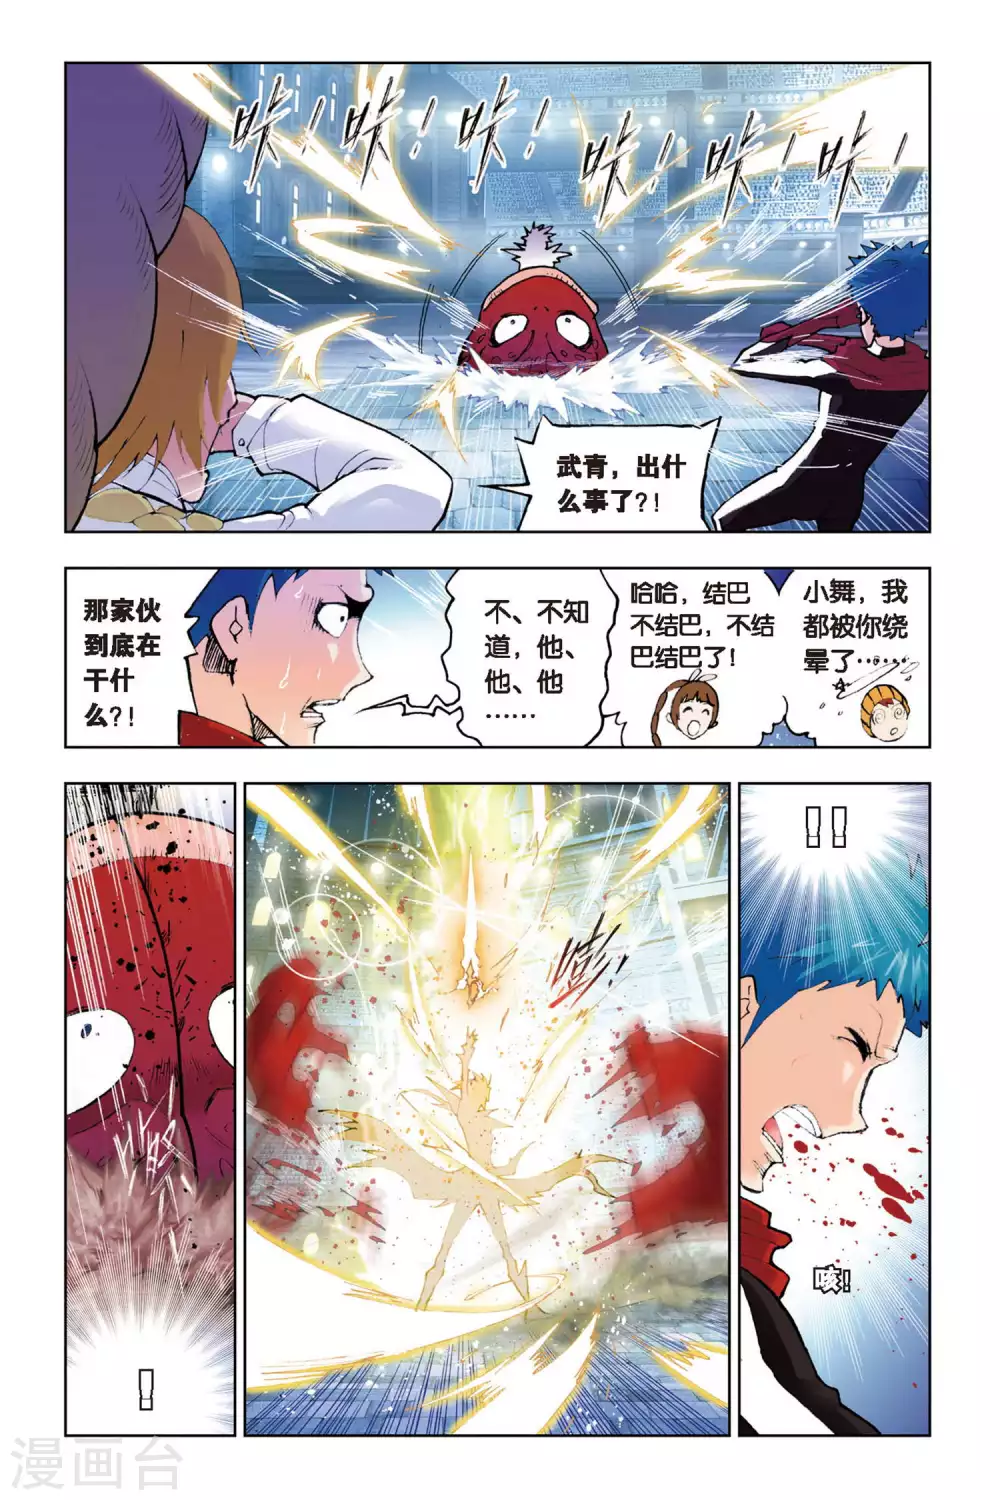 咔！咔！咔！
咔！咔！咔！
武青，出什
么事了？！
那家伙
到底在
干什
么？！
不、不知
道，他、
他、他
……
哈哈，结巴
不结巴，不结
巴结巴了！
小舞，我
都被你绕
晕了……
！
嘭！
！！
咳！
漫画台